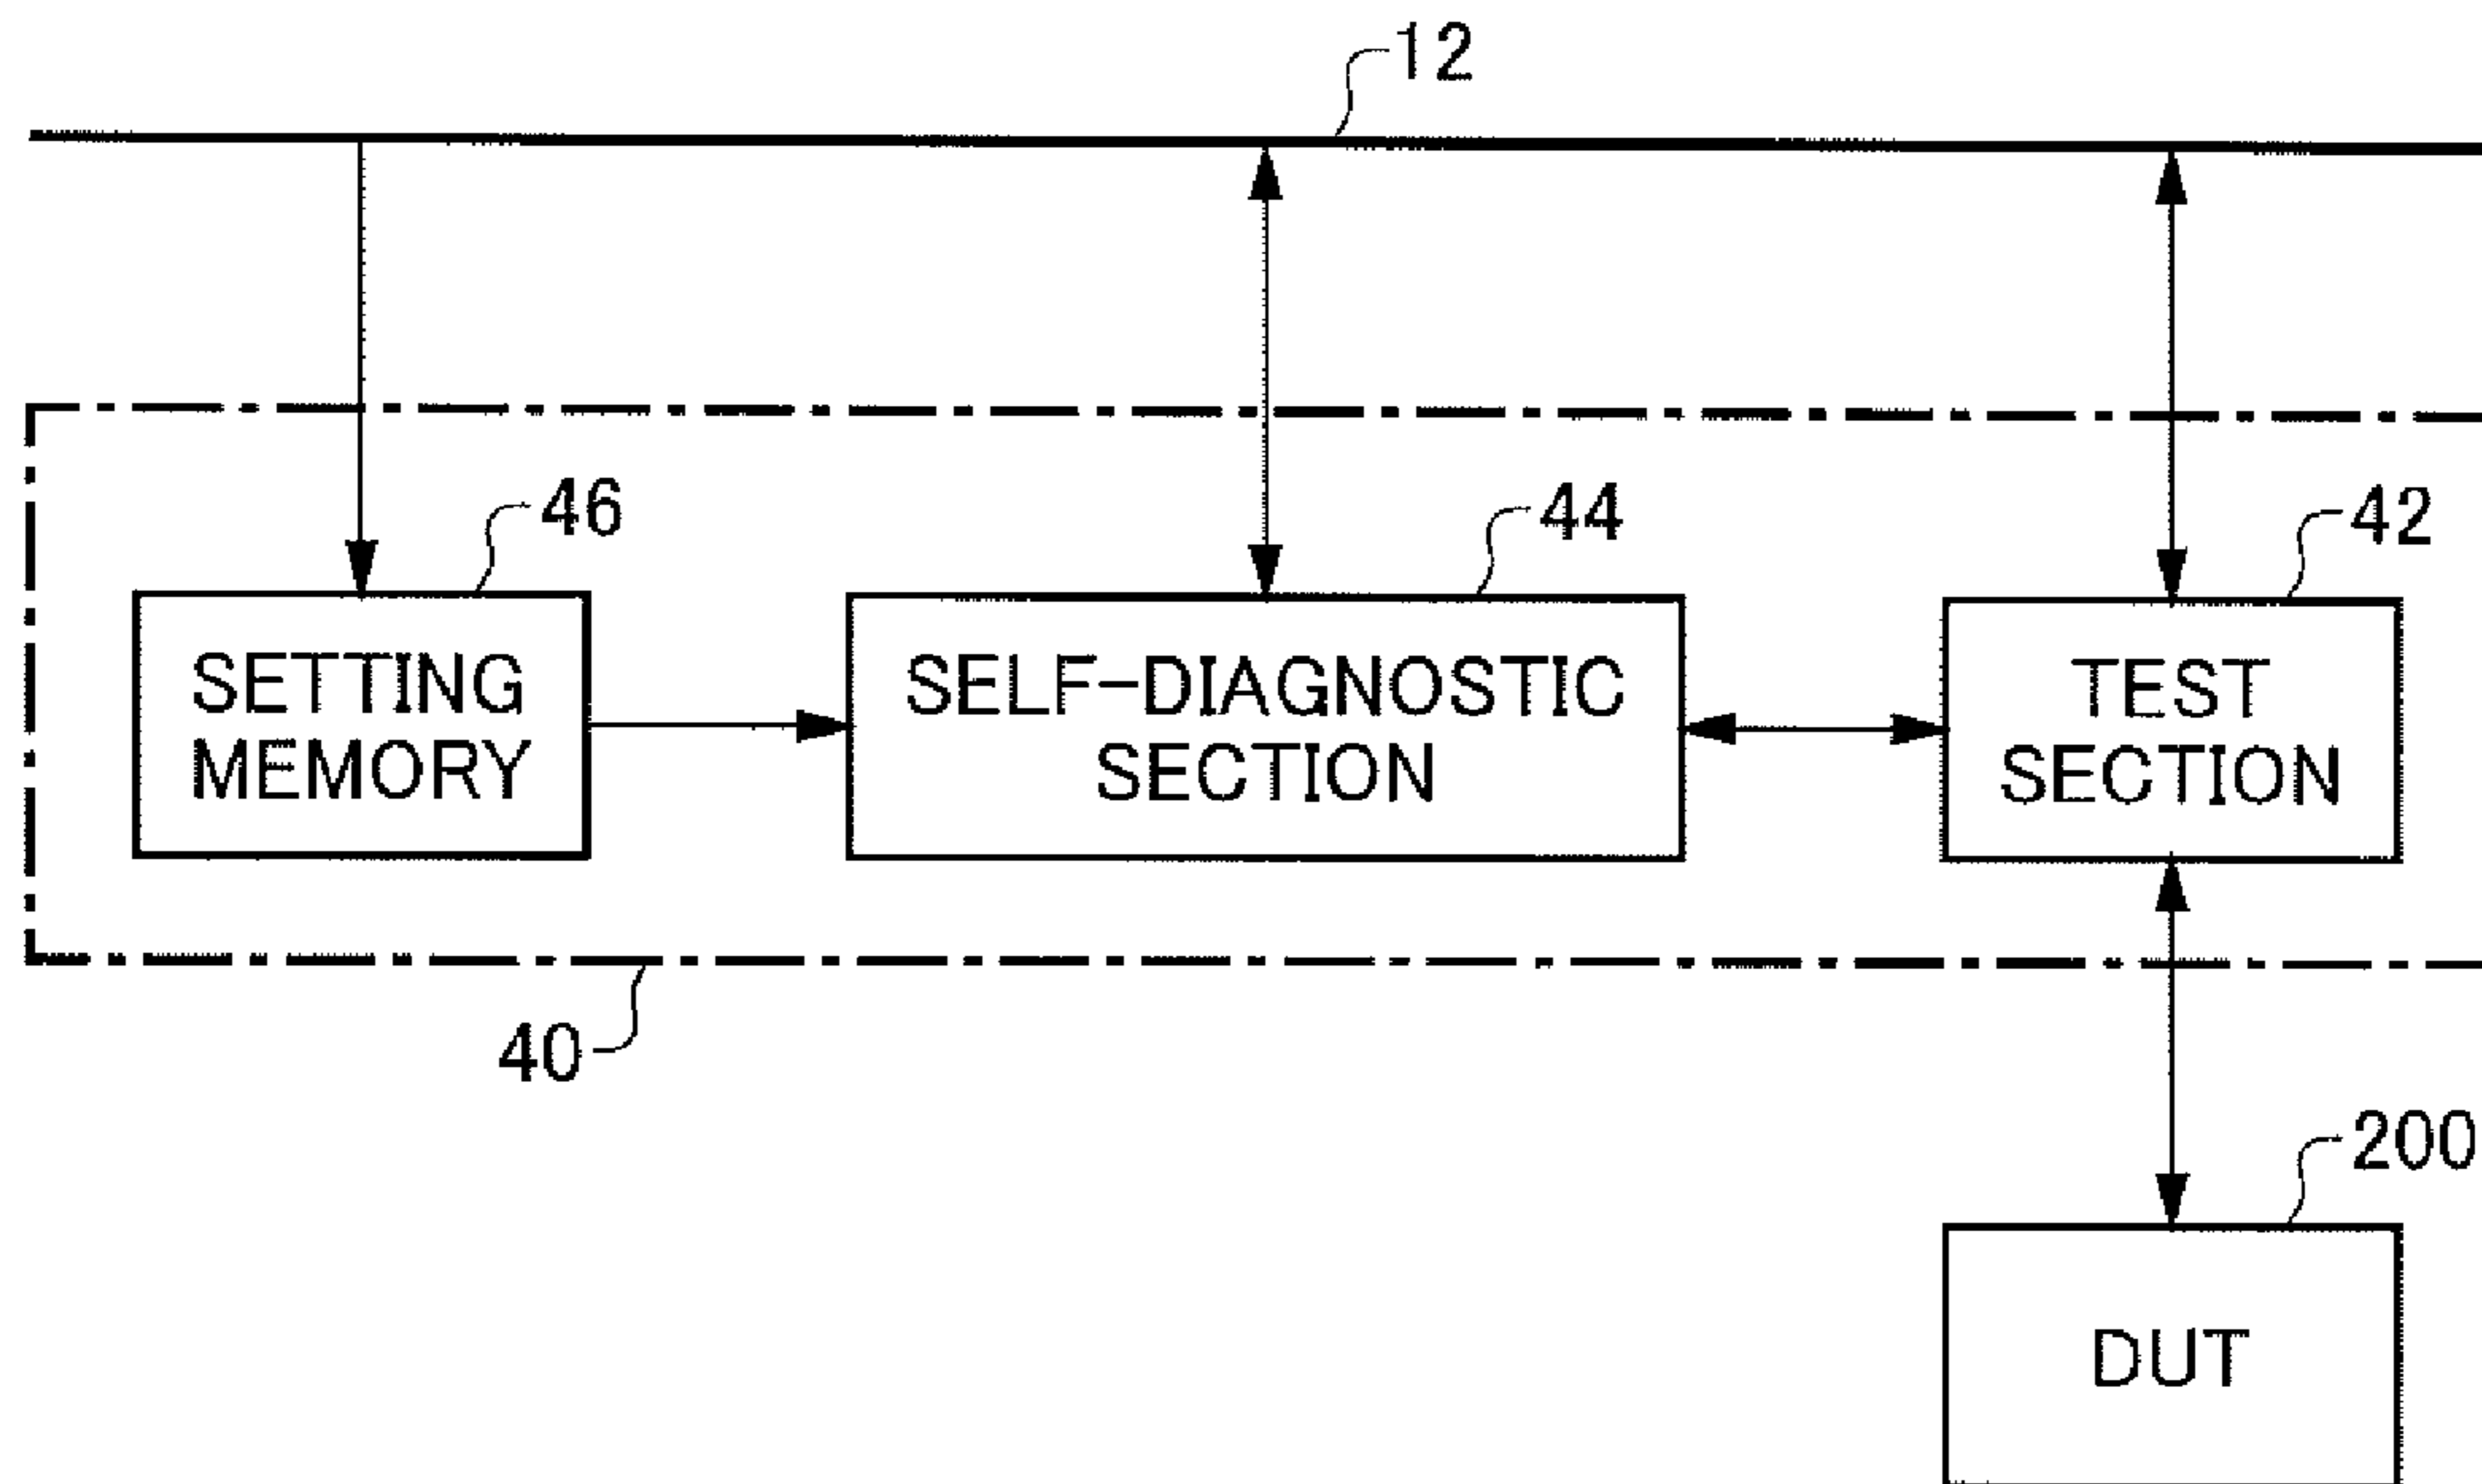 12
46
44
42
SETTING
MEMORY
SELF-DIAGNOSTIC
SECTION
TEST
SECTION
40
200
DUT